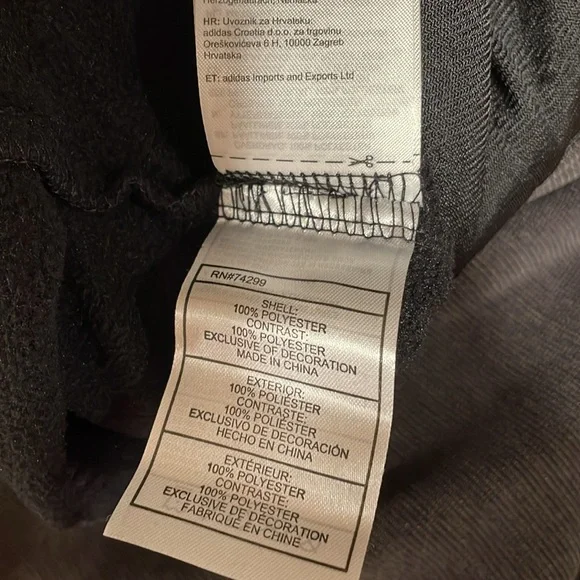 Herzogenaurach, Nemačka
HR: Uvoznik za Hrvatsku:
adidas Croatia d.o.o. za trgovinu
Oreškovićeva 6 H, 10000 Zagreb
Hrvatska
ET: adidas Imports and Exports Ltd
RN#74299
SHELL:
100% POLYESTER
CONTRAST:
100% POLYESTER
EXCLUSIVE OF DECORATION
MADE IN CHINA
EXTERIOR:
100% POLIÉSTER
CONTRASTE:
100% POLIÉSTER
EXCLUSIVO DE DECORACIÓN
HECHO EN CHINA
EXTÉRIEUR:
100% POLYESTER
CONTRASTE:
100% POLYESTER
EXCLUSIVE DE DÉCORATION
FABRIQUÉ EN CHINE